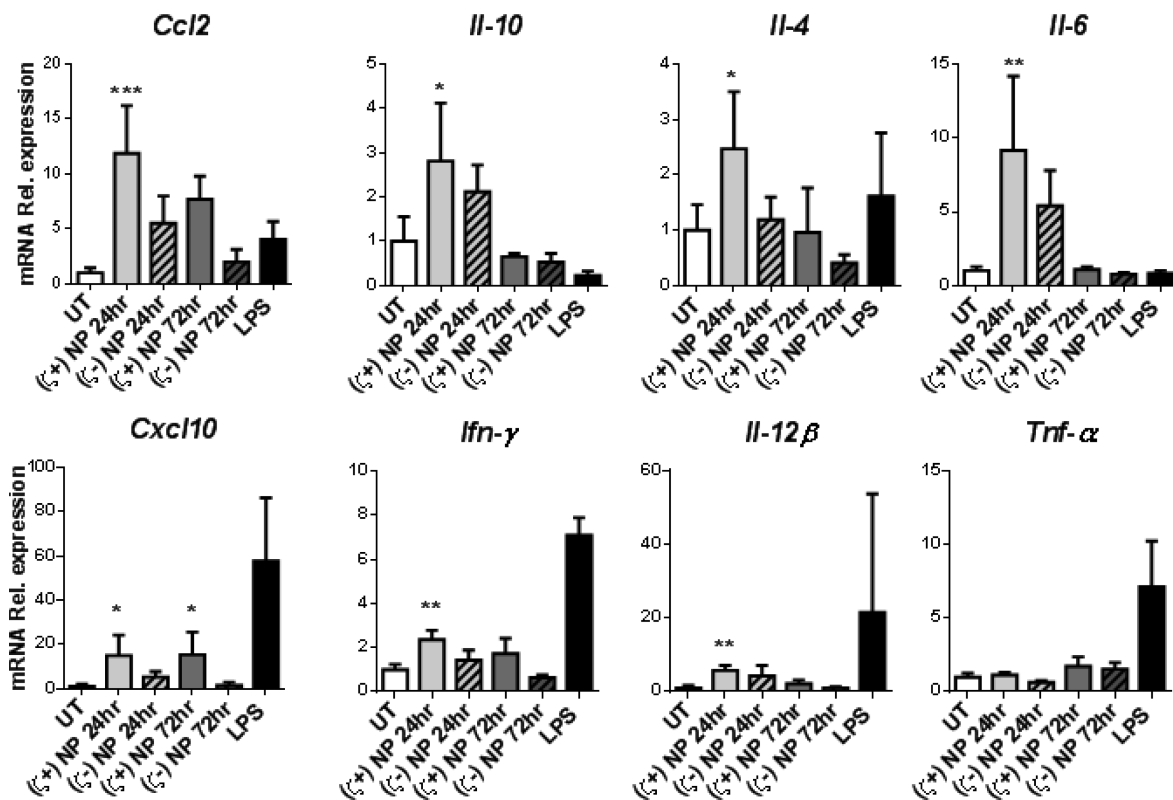 Ccl2 Il-10 Il-4 Il-6
mRNA Rel. expression
20
15
10
5
0
***
UT
(ζ+) NP 24hr
(ζ-) NP 24hr
(ζ+) NP 72hr
(ζ-) NP 72hr
LPS
5
4
3
2
1
0
*
UT
(ζ+) NP 24hr
(ζ-) NP 24hr
(ζ+) NP 72hr
(ζ-) NP 72hr
LPS
4
3
2
1
0
*
UT
(ζ+) NP 24hr
(ζ-) NP 24hr
(ζ+) NP 72hr
(ζ-) NP 72hr
LPS
15
10
5
0
**
UT
(ζ+) NP 24hr
(ζ-) NP 24hr
(ζ+) NP 72hr
(ζ-) NP 72hr
LPS
Cxcl10 Ifn-γ Il-12β Tnf-α
mRNA Rel. expression
100
80
60
40
20
0
* *
UT
(ζ+) NP 24hr
(ζ-) NP 24hr
(ζ+) NP 72hr
(ζ-) NP 72hr
LPS
10
8
6
4
2
0
**
UT
(ζ+) NP 24hr
(ζ-) NP 24hr
(ζ+) NP 72hr
(ζ-) NP 72hr
LPS
60
40
20
0
**
UT
(ζ+) NP 24hr
(ζ-) NP 24hr
(ζ+) NP 72hr
(ζ-) NP 72hr
LPS
15
10
5
0
UT
(ζ+) NP 24hr
(ζ-) NP 24hr
(ζ+) NP 72hr
(ζ-) NP 72hr
LPS